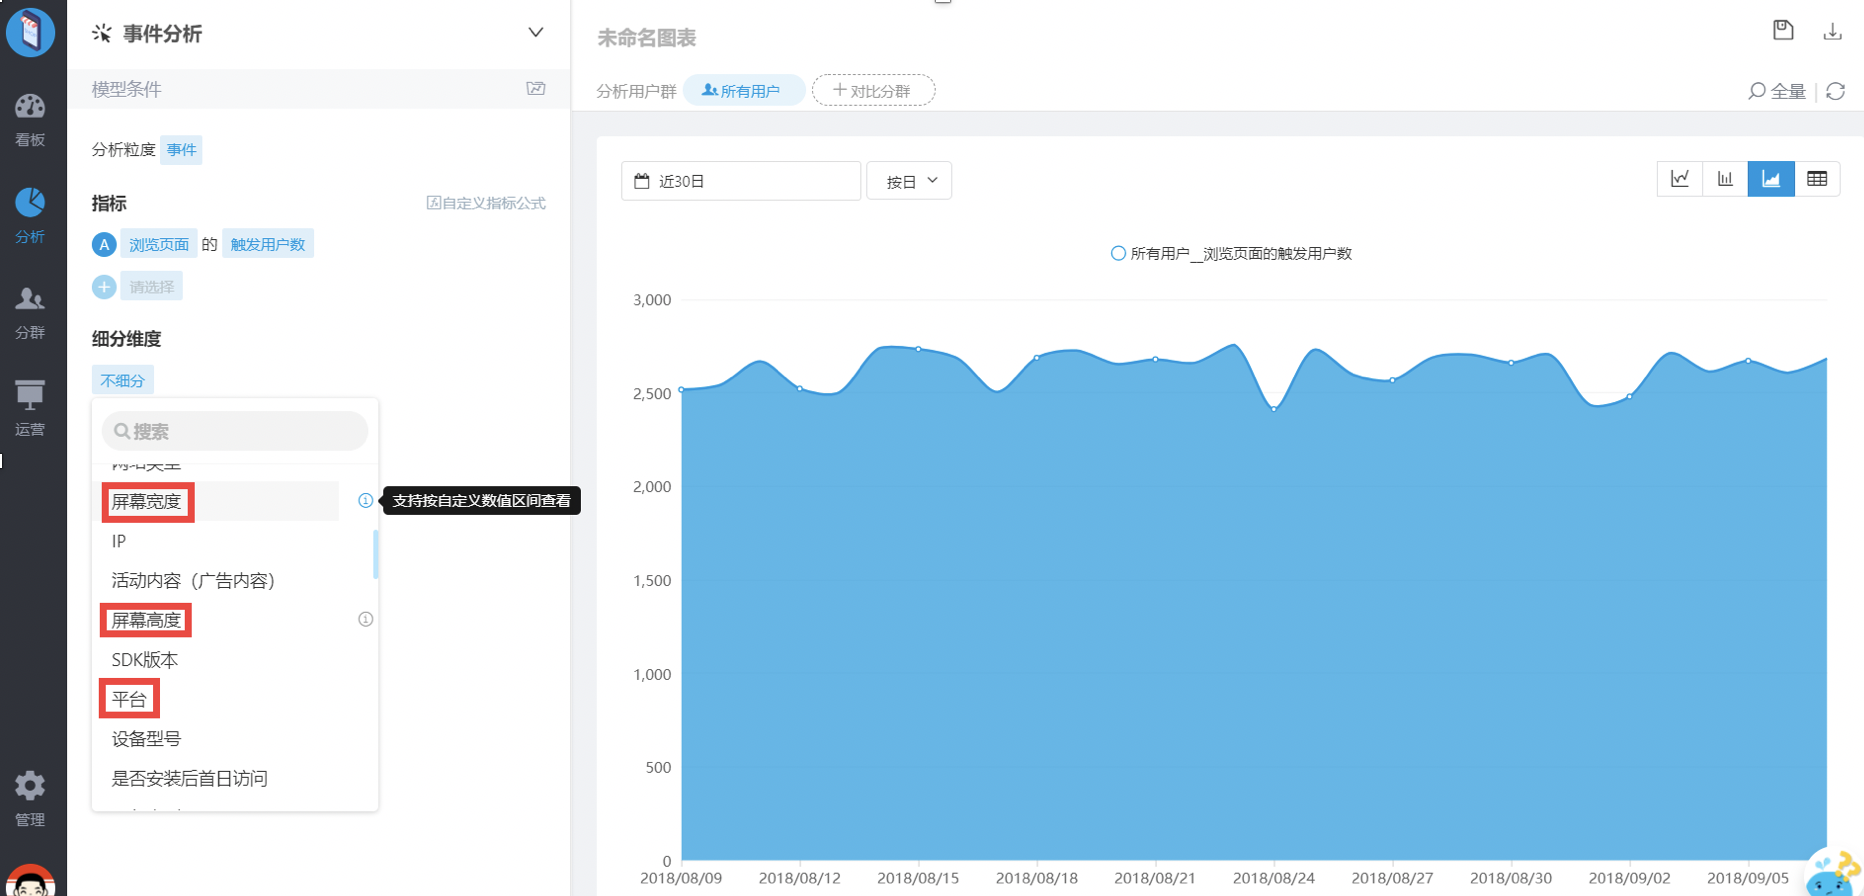 事件分析
模型条件
分析粒度 事件
指标
自定义指标公式
A 浏览页面 的 触发用户数
请选择
细分维度
不细分
搜索
网络类型
屏幕宽度
支持按自定义数值区间查看
IP
活动内容（广告内容）
屏幕高度
SDK版本
平台
设备型号
是否安装后首日访问
看板
分析
分群
运营
管理
未命名图表
分析用户群 所有用户 +对比分群
全量
近30日
按日
所有用户__浏览页面的触发用户数
3,000
2,500
2,000
1,500
1,000
500
0
2018/08/09 2018/08/12 2018/08/15 2018/08/18 2018/08/21 2018/08/24 2018/08/27 2018/08/30 2018/09/02 2018/09/05